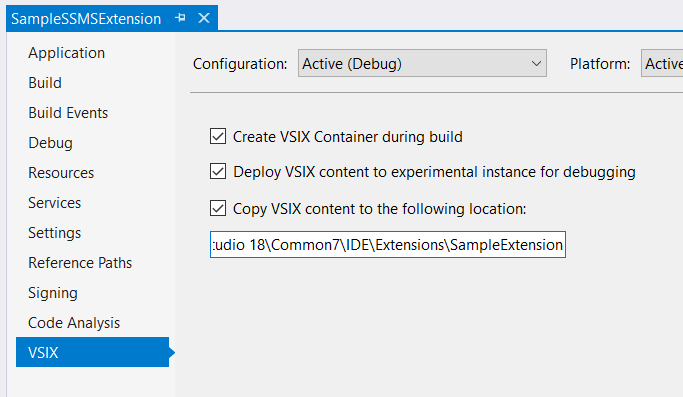 SampleSSMSExtension
Application
Build
Build Events
Debug
Resources
Services
Settings
Reference Paths
Signing
Code Analysis
VSIX
Configuration: Active (Debug) Platform: Active
Create VSIX Container during build
Deploy VSIX content to experimental instance for debugging
Copy VSIX content to the following location:
tudio 18\Common7\IDE\Extensions\SampleExtension